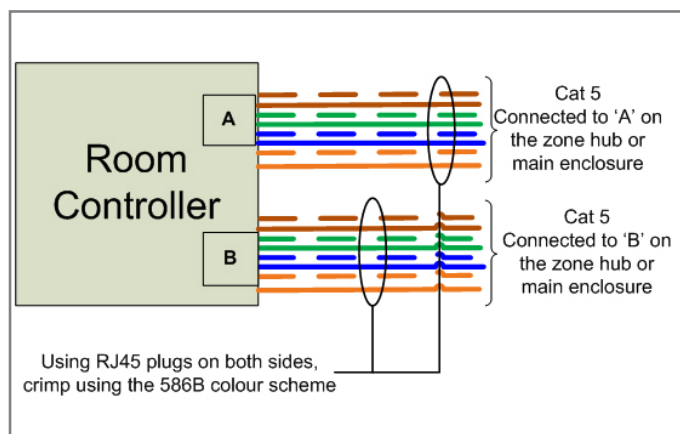 Room
Controller
A
Cat 5
Connected to ‘A’ on
the zone hub or
main enclosure
B
Cat 5
Connected to ‘B’ on
the zone hub or
main enclosure
Using RJ45 plugs on both sides,
crimp using the 586B colour scheme